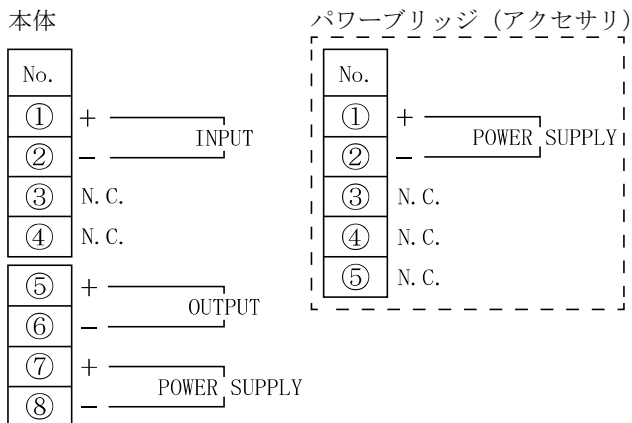 本体
No.
① +
INPUT
② −
③ N.C.
④ N.C.
⑤ +
OUTPUT
⑥ −
⑦ +
POWER SUPPLY
⑧ −
パワーブリッジ (アクセサリ)
No.
① +
POWER SUPPLY
② −
③ N.C.
④ N.C.
⑤ N.C.